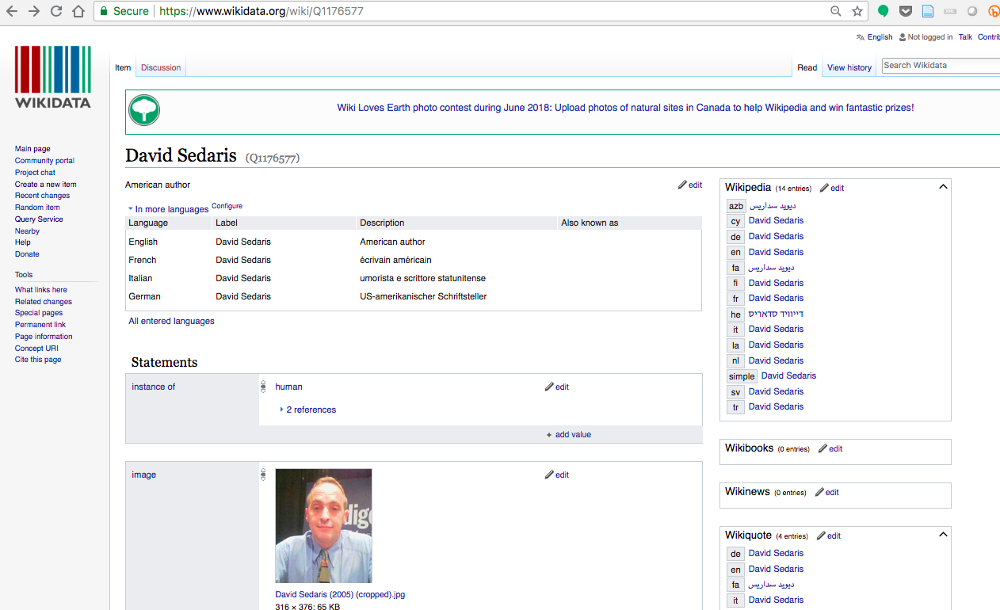 Secure https://www.wikidata.org/wiki/Q1176577
English Not logged in Talk Contrib
WIKIDATA
Item Discussion Read View history Search Wikidata
Wiki Loves Earth photo contest during June 2018: Upload photos of natural sites in Canada to help Wikipedia and win fantastic prizes!
Main page
Community portal
Project chat
Create a new item
Recent changes
Random item
Query Service
Nearby
Help
Donate
Tools
What links here
Related changes
Special pages
Permanent link
Page information
Concept URI
Cite this page
David Sedaris (Q1176577)
American author edit
In more languages Configure
Language Label Description Also known as
English David Sedaris American author
French David Sedaris écrivain américain
Italian David Sedaris umorista e scrittore statunitense
German David Sedaris US-amerikanischer Schriftsteller
All entered languages
Statements
instance of human edit
2 references
+ add value
image edit
dig
David Sedaris (2005) (cropped).jpg
316 × 376; 65 KB
Wikipedia (14 entries) edit
azb دیوید سداریس
cy David Sedaris
de David Sedaris
en David Sedaris
fa دیوید سداریس
fi David Sedaris
fr David Sedaris
he דייוויד סדאריס
it David Sedaris
la David Sedaris
nl David Sedaris
simple David Sedaris
sv David Sedaris
tr David Sedaris
Wikibooks (0 entries) edit
Wikinews (0 entries) edit
Wikiquote (4 entries) edit
de David Sedaris
en David Sedaris
fa دیوید سداریس
it David Sedaris